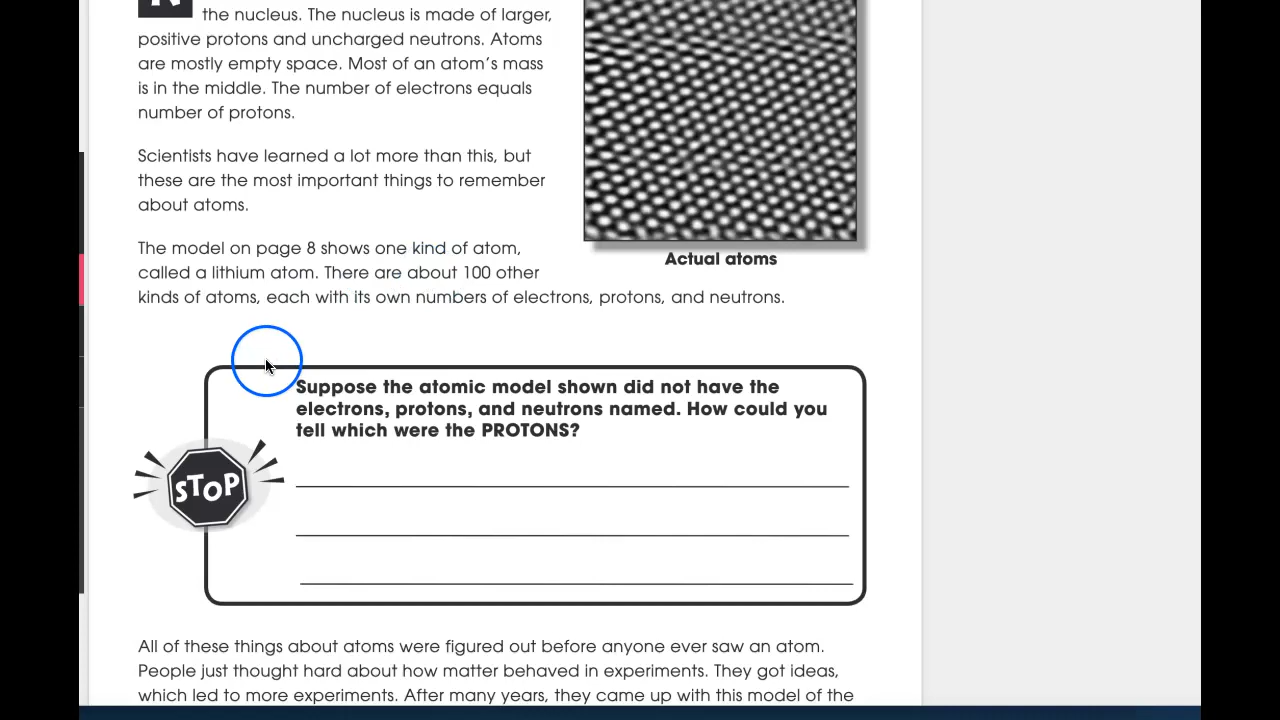 the nucleus. The nucleus is made of larger,
positive protons and uncharged neutrons. Atoms
are mostly empty space. Most of an atom's mass
is in the middle. The number of electrons equals
number of protons.
Scientists have learned a lot more than this, but
these are the most important things to remember
about atoms.
The model on page 8 shows one kind of atom,
called a lithium atom. There are about 100 other
kinds of atoms, each with its own numbers of electrons, protons, and neutrons.
Actual atoms
Suppose the atomic model shown did not have the
electrons, protons, and neutrons named. How could you
tell which were the PROTONS?
STOP
All of these things about atoms were figured out before anyone ever saw an atom.
People just thought hard about how matter behaved in experiments. They got ideas,
which led to more experiments. After many years, they came up with this model of the